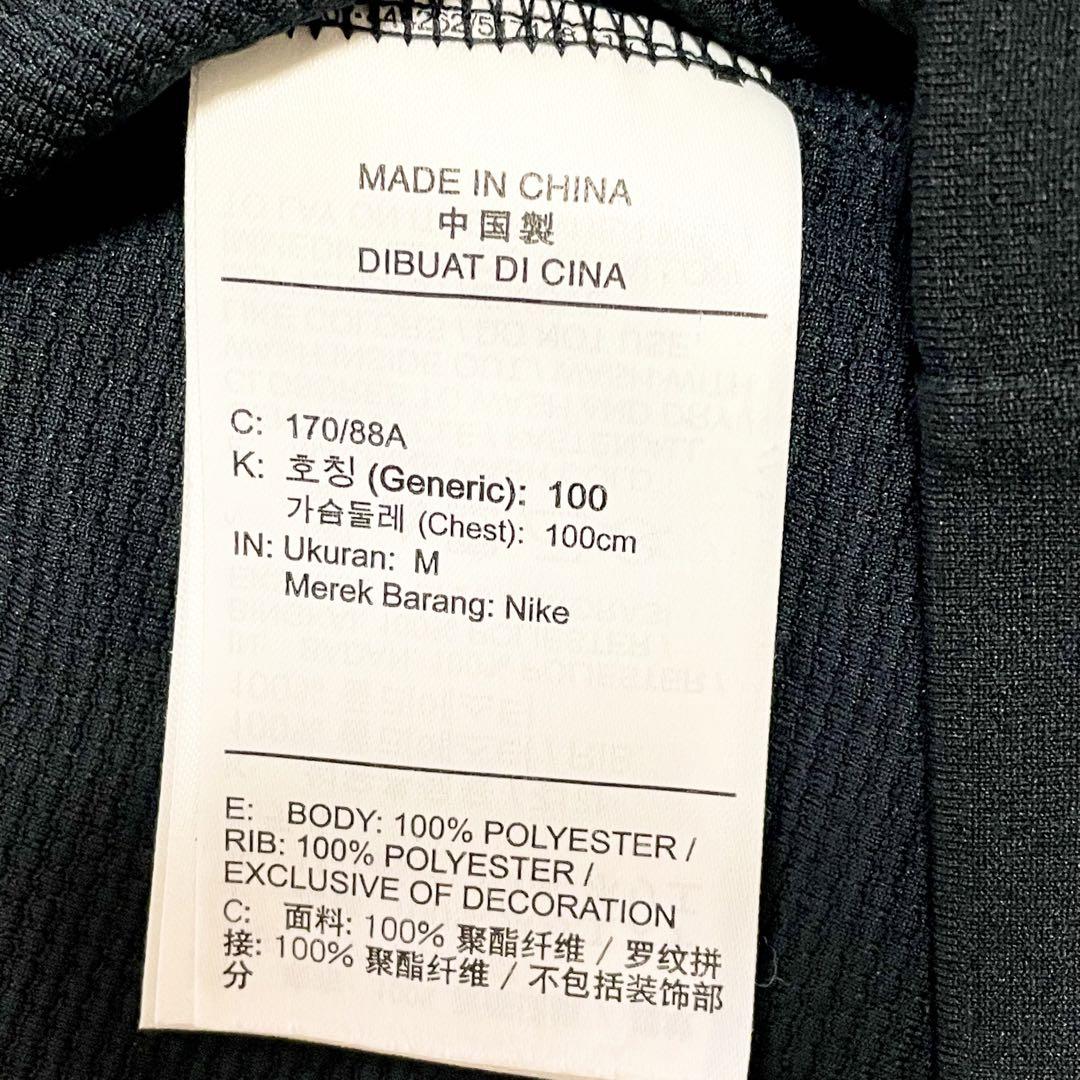 MADE IN CHINA
中国製
DIBUAT DI CINA
C: 170/88A
K: 호칭 (Generic): 100
가슴둘레 (Chest): 100cm
IN: Ukuran: M
Merek Barang: Nike
E: BODY: 100% POLYESTER /
RIB: 100% POLYESTER /
EXCLUSIVE OF DECORATION
C: 面料: 100% 聚酯纤维 / 罗纹拼
接: 100% 聚酯纤维 / 不包括装饰部
分